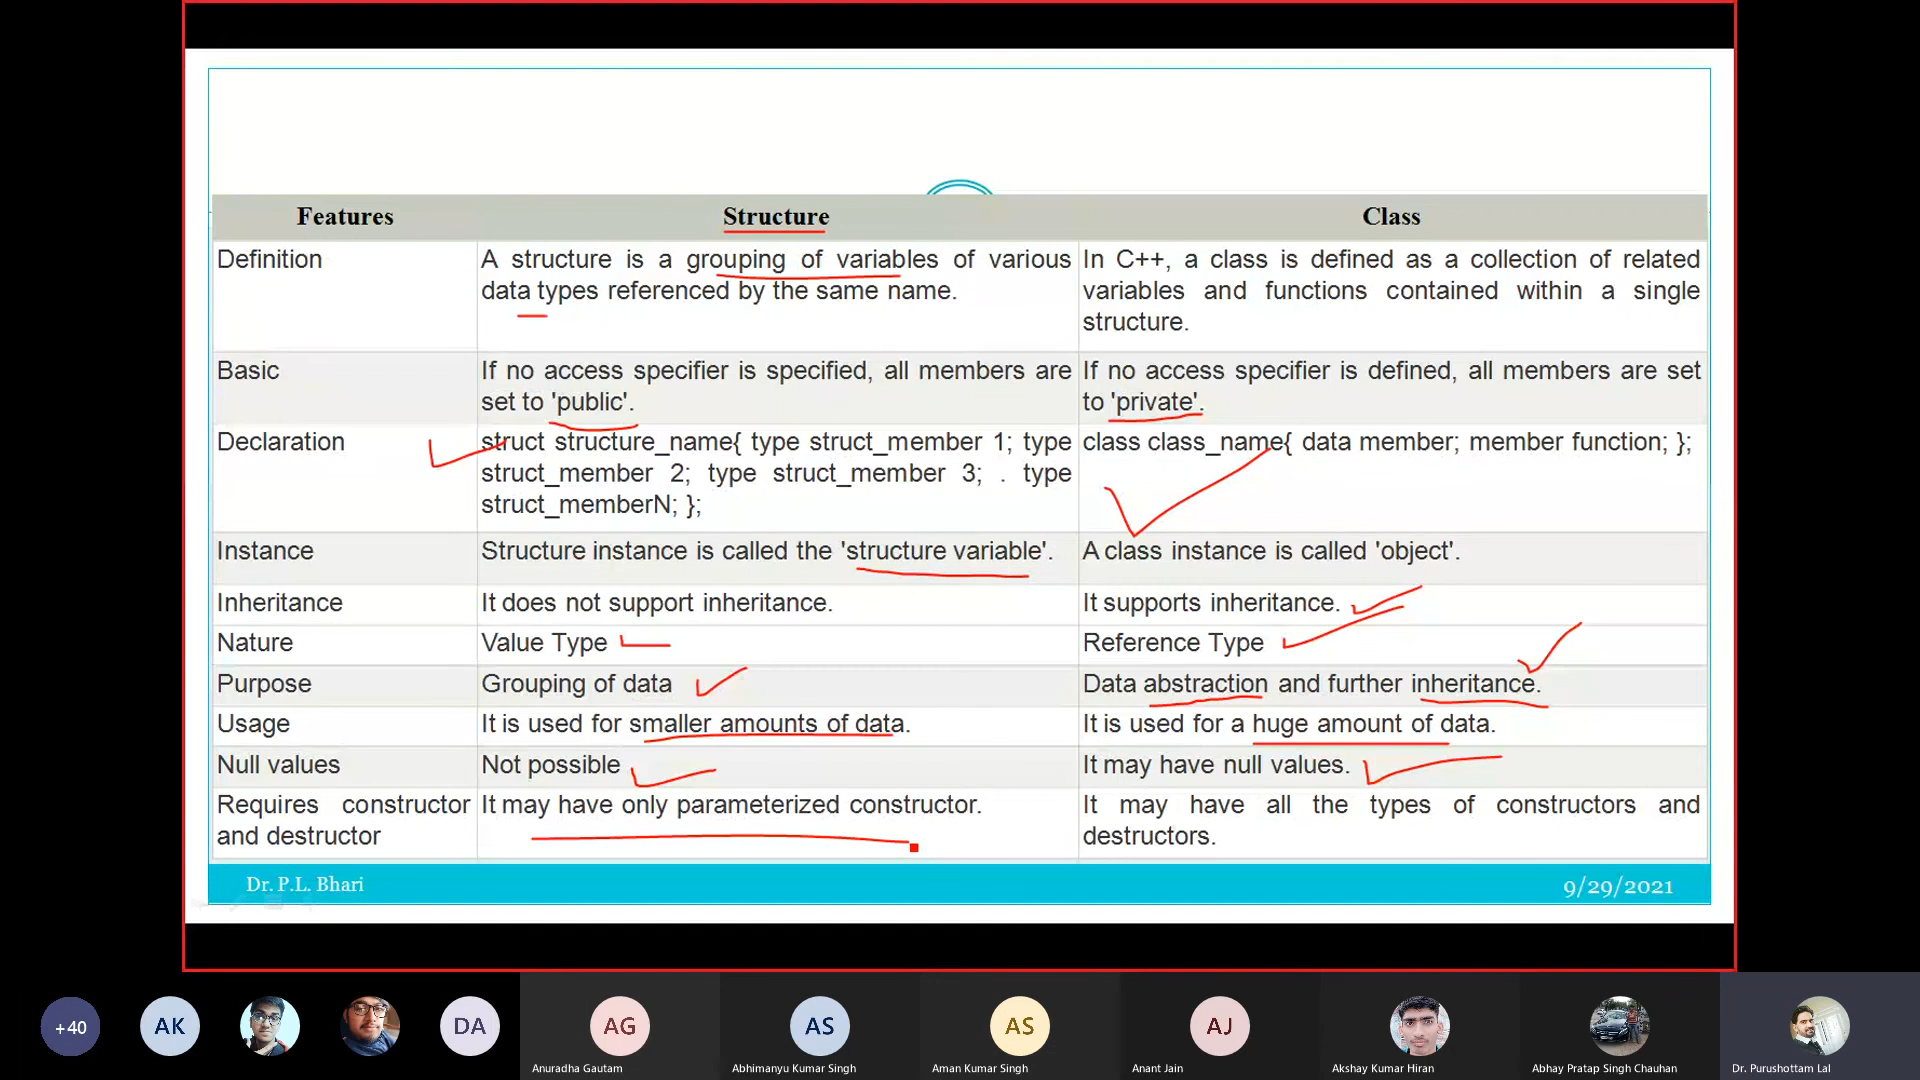 Features Structure Class
Definition A structure is a grouping of variables of various In C++, a class is defined as a collection of related
data types referenced by the same name. variables and functions contained within a single
structure.
Basic If no access specifier is specified, all members are If no access specifier is defined, all members are set
set to 'public'. to 'private'.
Declaration struct structure_name{ type struct_member 1; type class class_name{ data member; member function; };
struct_member 2; type struct_member 3; . type
struct_memberN; };
Instance Structure instance is called the 'structure variable'. A class instance is called 'object'.
Inheritance It does not support inheritance. It supports inheritance.
Nature Value Type Reference Type
Purpose Grouping of data Data abstraction and further inheritance.
Usage It is used for smaller amounts of data. It is used for a huge amount of data.
Null values Not possible It may have null values.
Requires constructor It may have only parameterized constructor. It may have all the types of constructors and
and destructor destructors.
Dr. P.L. Bhari 9/29/2021
+40 AK DA AG AS AS AJ
Anuradha Gautam Abhimanyu Kumar Singh Aman Kumar Singh Anant Jain Akshay Kumar Hiran Abhay Pratap Singh Chauhan Dr. Purushottam Lal